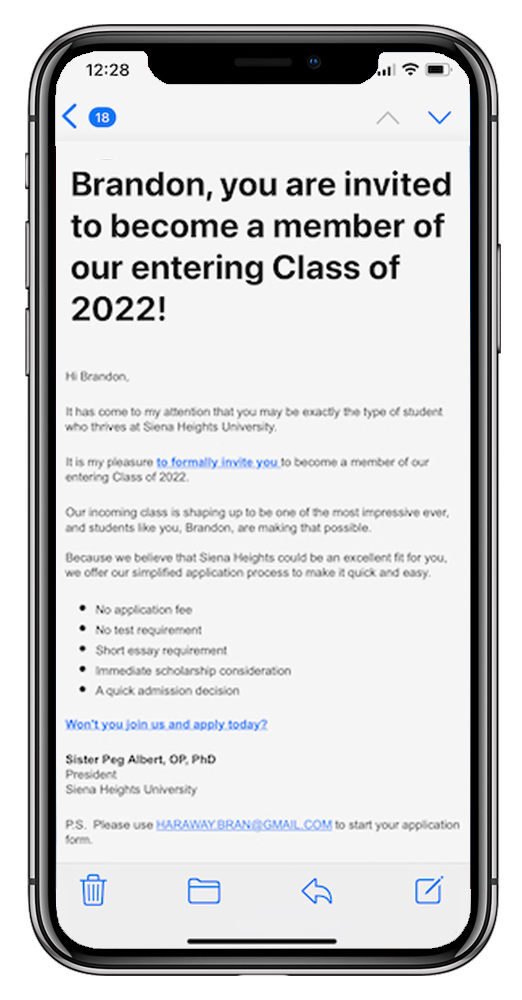 12:28
18
Brandon, you are invited
to become a member of
our entering Class of
2022!
Hi Brandon,
It has come to my attention that you may be exactly the type of student
who thrives at Siena Heights University.
It is my pleasure to formally invite you to become a member of our
entering Class of 2022.
Our incoming class is shaping up to be one of the most impressive ever,
and students like you, Brandon, are making that possible.
Because we believe that Siena Heights could be an excellent fit for you,
we offer our simplified application process to make it quick and easy.
• No application fee
• No test requirement
• Short essay requirement
• Immediate scholarship consideration
• A quick admission decision
Won't you join us and apply today?
Sister Peg Albert, OP, PhD
President
Siena Heights University
P.S. Please use HARAWAY.BRAN@GMAIL.COM to start your application
form.